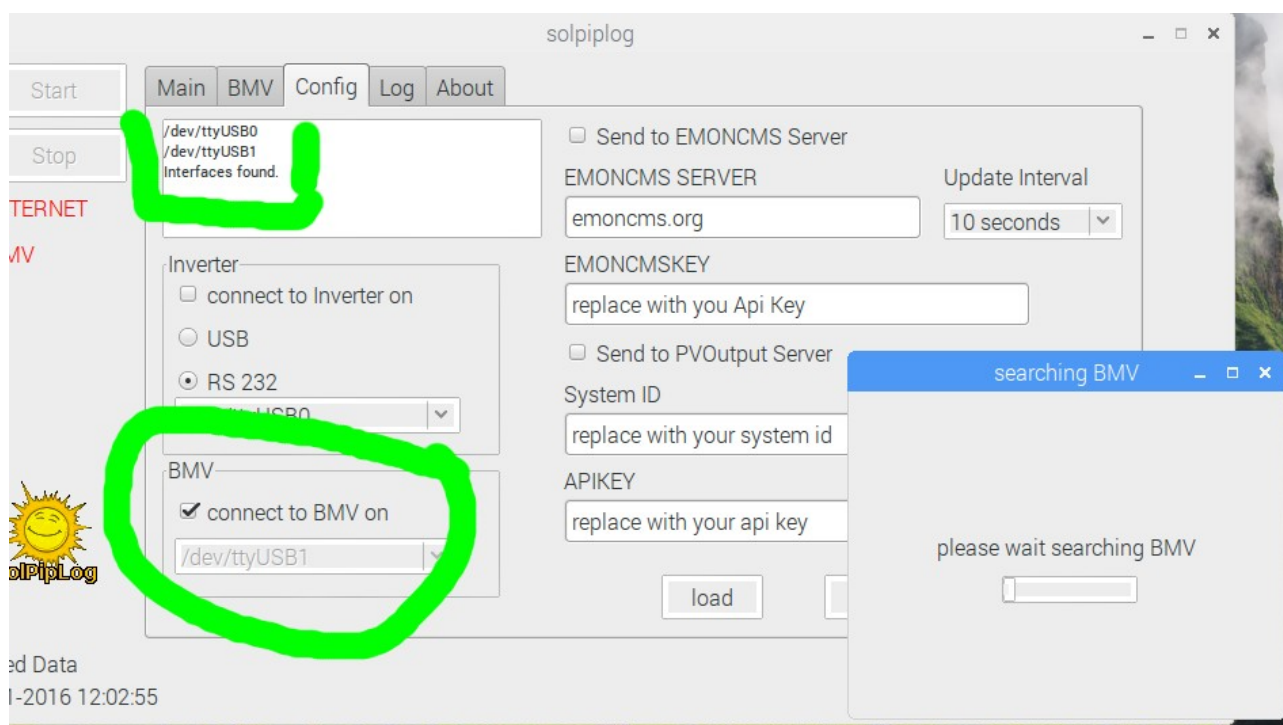 solpiplog
Start
Stop
TERNET
MV
Main BMV Config Log About
/dev/ttyUSB0
/dev/ttyUSB1
Interfaces found.
Inverter
connect to Inverter on
USB
RS 232
BMV
connect to BMV on
/dev/ttyUSB1
Send to EMONCMS Server
EMONCMS SERVER
Update Interval
emoncms.org
10 seconds
EMONCMSKEY
replace with you Api Key
Send to PVOutput Server
System ID
replace with your system id
APIKEY
replace with your api key
load
searching BMV
please wait searching BMV
olPipLog
ed Data
1-2016 12:02:55